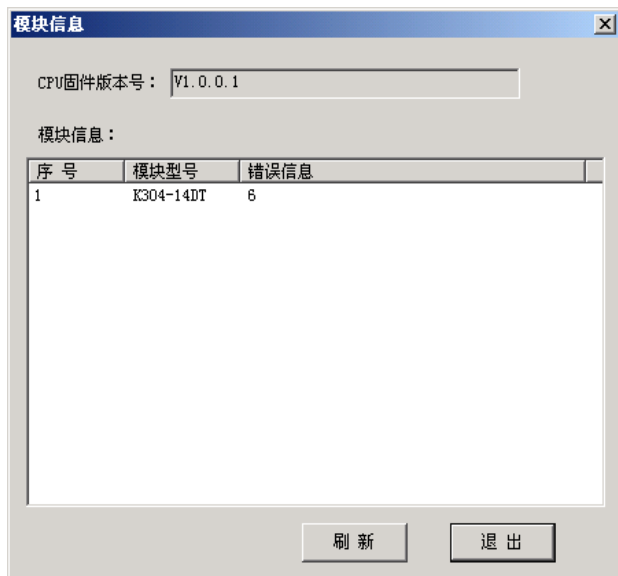 模块信息
CPU固件版本号： V1.0.0.1
模块信息：
序 号 模块型号 错误信息
1 K304-14DT 6
刷 新 退 出